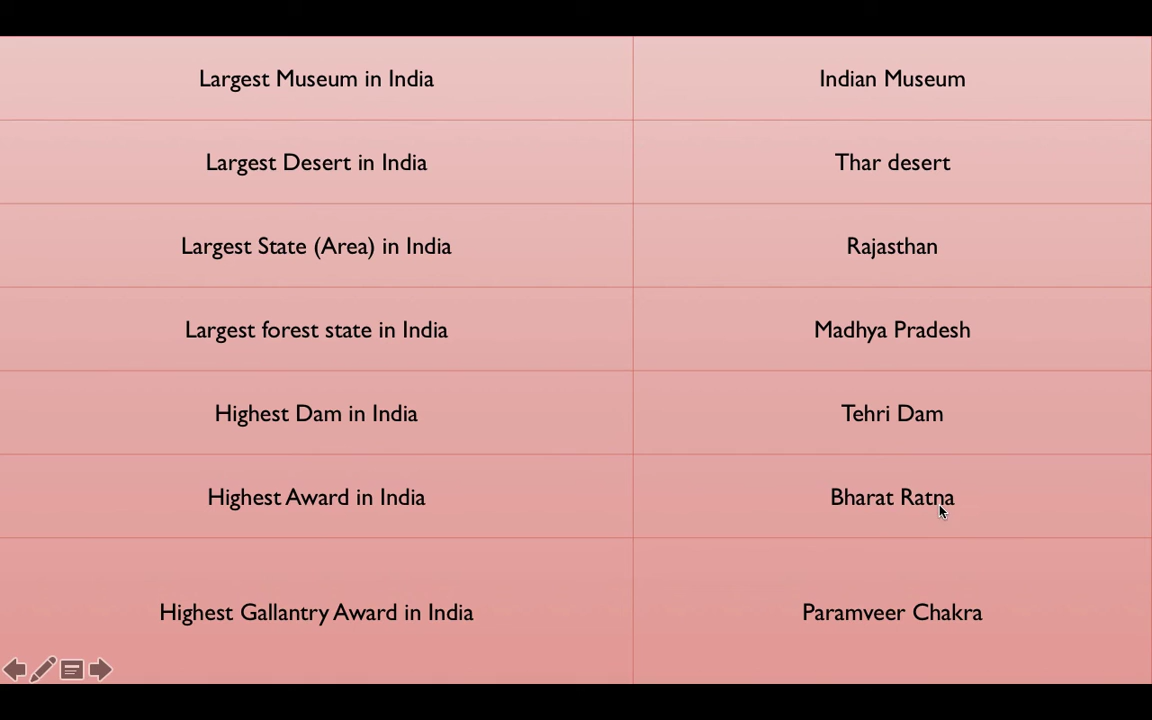 Largest Museum in India
Indian Museum
Largest Desert in India
Thar desert
Largest State (Area) in India
Rajasthan
Largest forest state in India
Madhya Pradesh
Highest Dam in India
Tehri Dam
Highest Award in India
Bharat Ratna
Highest Gallantry Award in India
Paramveer Chakra